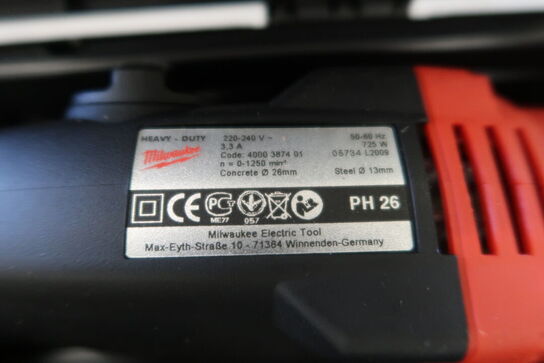 HEAVY - DUTY 220-240 V ~ 50-60 Hz
3,3 A 725 W
Milwaukee Code: 4000 3874 01 05734 L2009
n = 0-1250 min⁻¹
Concrete Ø 26mm Steel Ø 13mm
CE PC ME77 057 PH 26
Milwaukee Electric Tool
Max-Eyth-Straße 10 - 71364 Winnenden-Germany